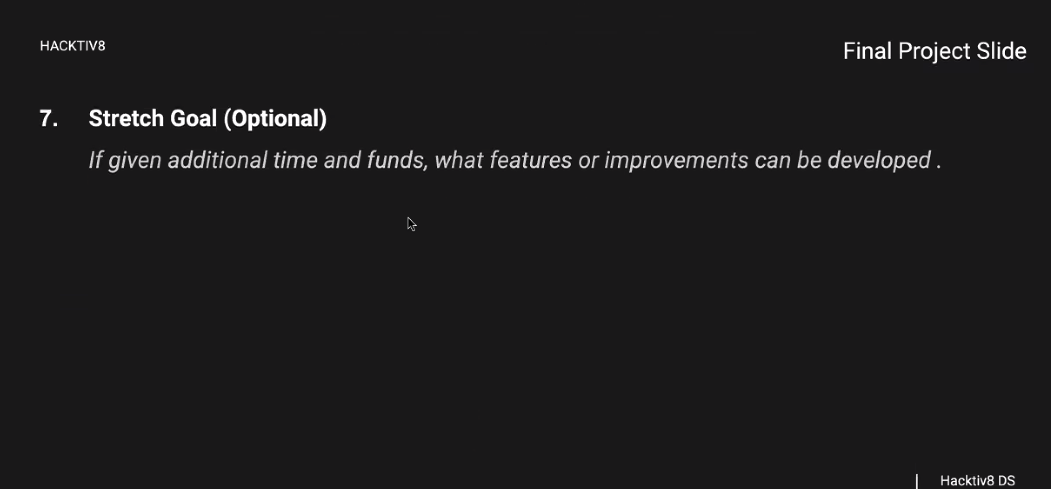 HACKTIV8
Final Project Slide
7. Stretch Goal (Optional)
If given additional time and funds, what features or improvements can be developed .
| Hacktiv8 DS